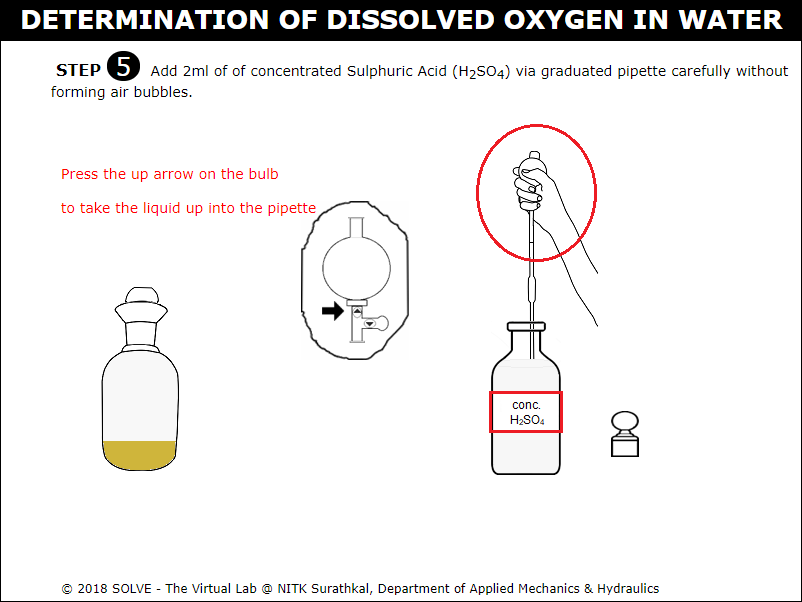 DETERMINATION OF DISSOLVED OXYGEN IN WATER
STEP 5 Add 2ml of of concentrated Sulphuric Acid (H₂SO₄) via graduated pipette carefully without
forming air bubbles.
Press the up arrow on the bulb
to take the liquid up into the pipette
conc.
H₂SO₄
© 2018 SOLVE - The Virtual Lab @ NITK Surathkal, Department of Applied Mechanics & Hydraulics